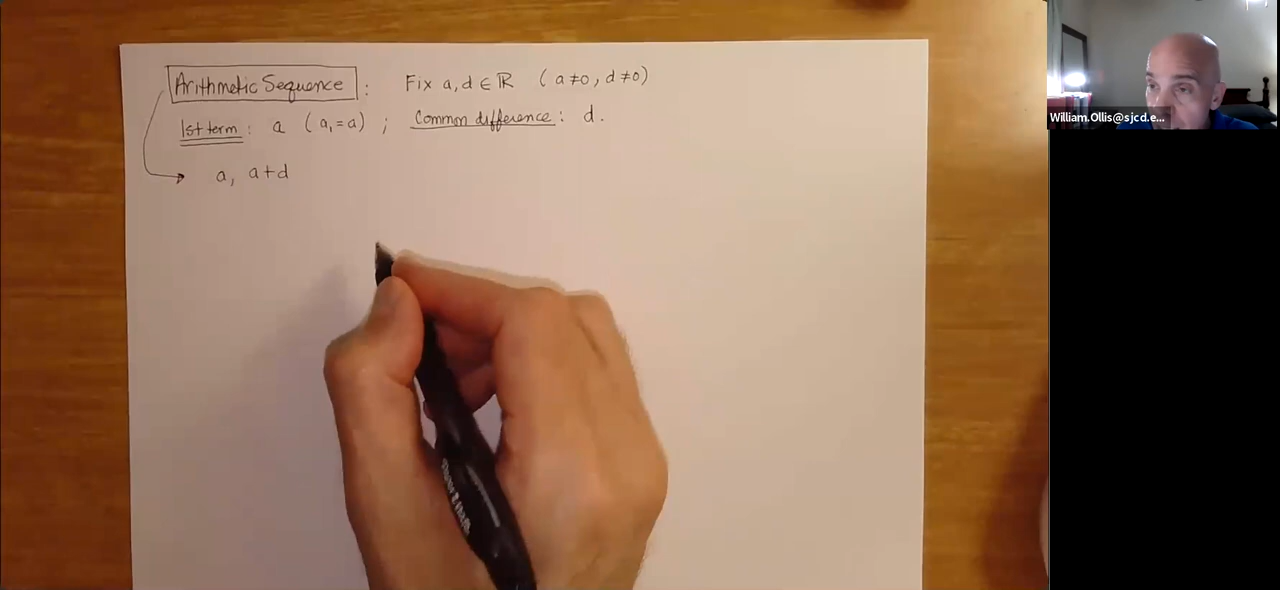 Arithmetic Sequence : Fix a, d ∈ ℝ (a≠0, d≠0)
1st term : a (a₁=a) ; Common difference : d.
a, a+d
William.Ollis@sjcd.e...